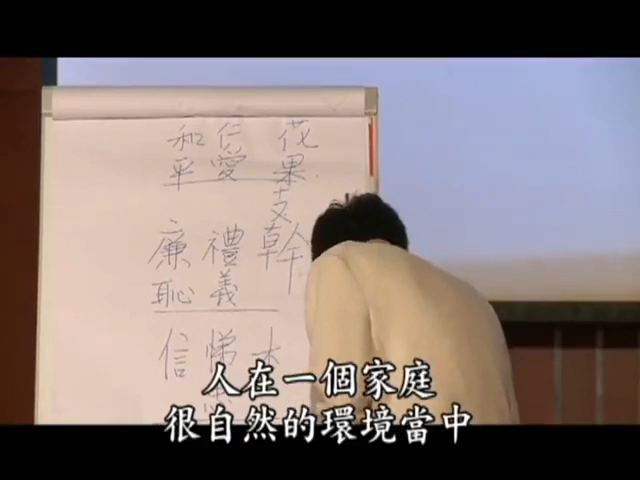 花果
仁愛
和平
支幹
禮義
廉恥
悌
信
人在一個家庭
很自然的環境當中